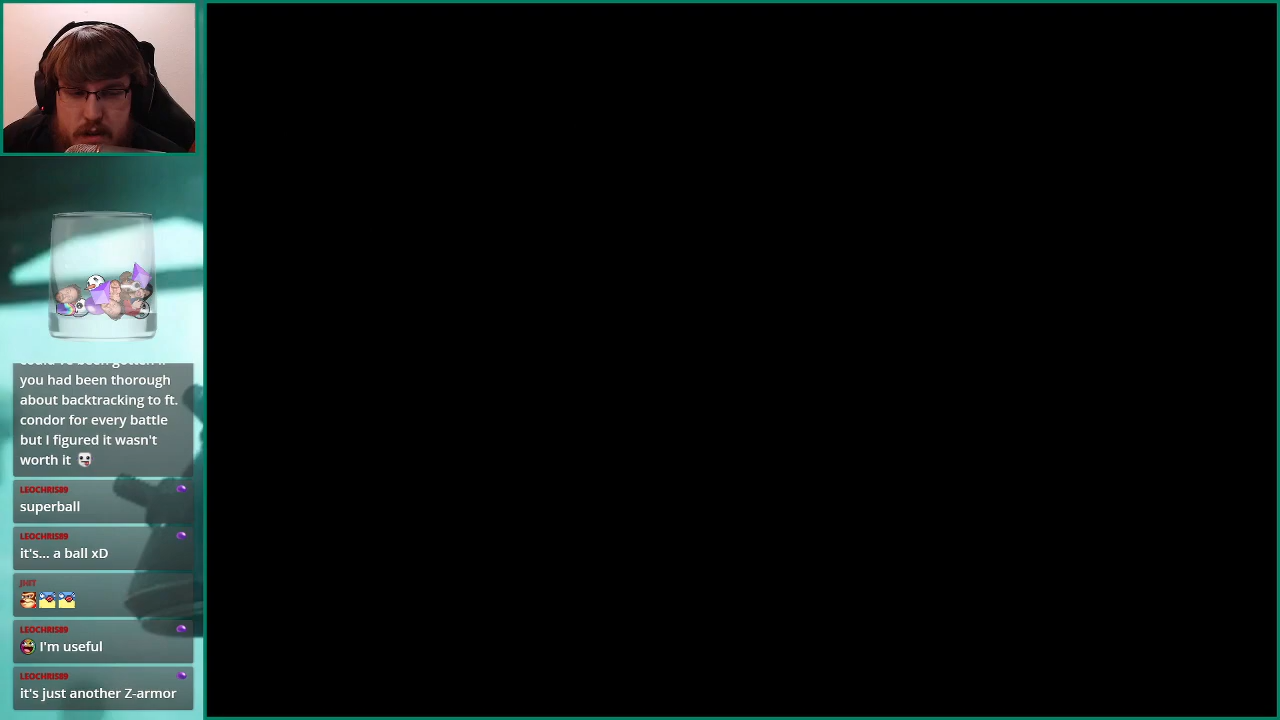 you had been thorough
about backtracking to ft.
condor for every battle
but I figured it wasn't
worth it
LEOCHRIS89
superball
LEOCHRIS89
it's... a ball xD
JHIT
LEOCHRIS89
I'm useful
LEOCHRIS89
it's just another Z-armor